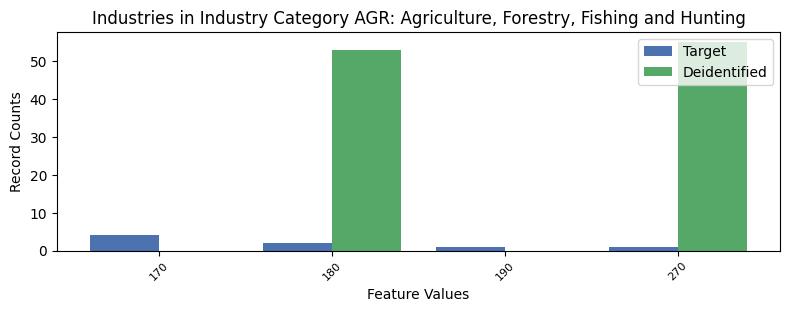 Industries in Industry Category AGR: Agriculture, Forestry, Fishing and Hunting
Target
Deidentified
50
40
30
20
10
0
Record Counts
170
180
190
270
Feature Values